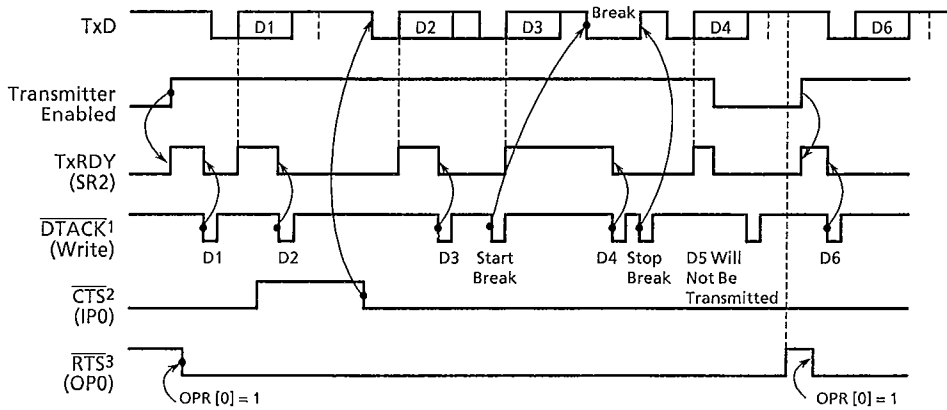 Break
TxD D1 D2 D3 D4 D6
Transmitter
Enabled
TxRDY
(SR2)
DTACK1
(Write)
D1 D2 D3 Start
Break D4 Stop
Break D5 Will
Not Be
Transmitted D6
CTS2
(IP0)
RTS3
(OP0)
OPR [0] = 1 OPR [0] = 1